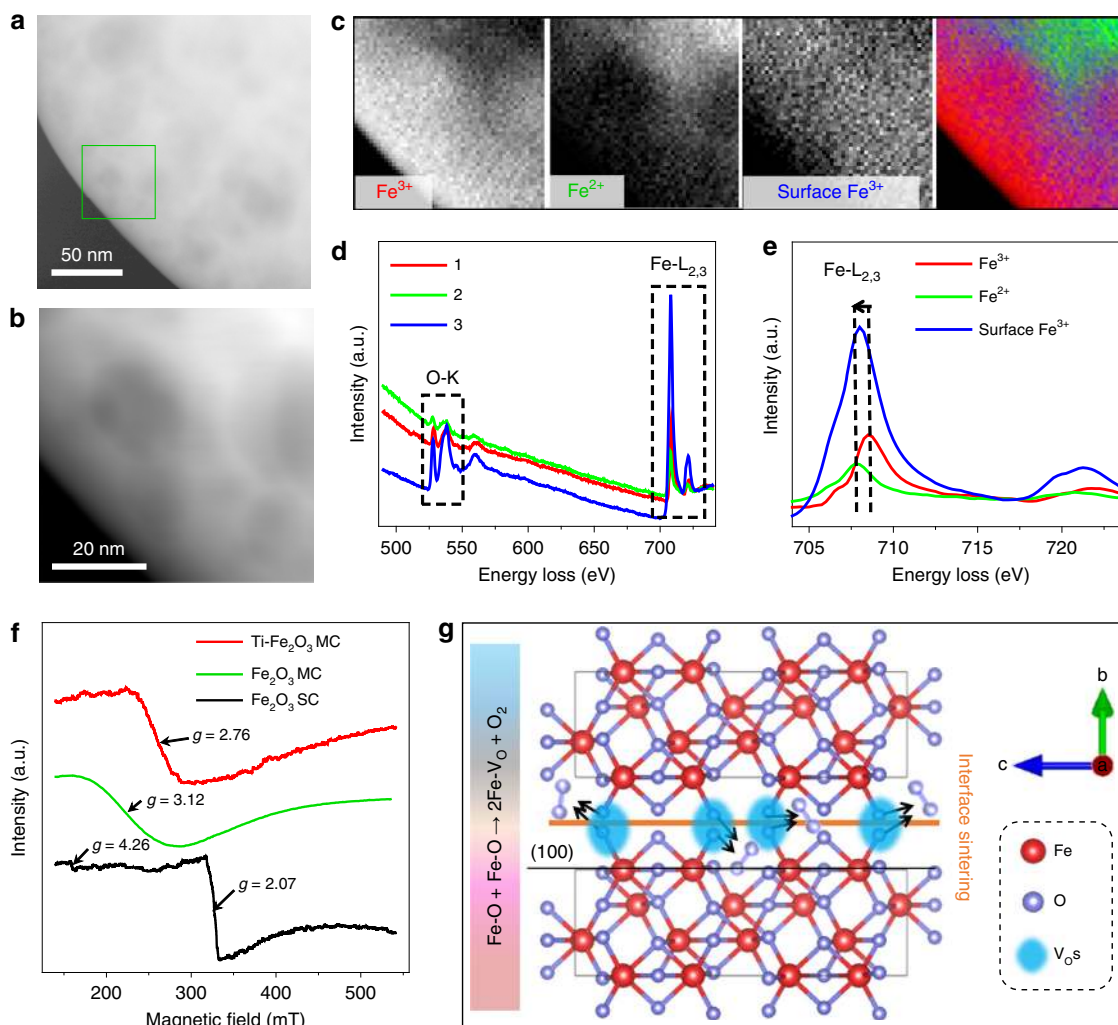 a
50 nm
b
20 nm
c
Fe³⁺
Fe²⁺
Surface Fe³⁺
d
1
2
3
Fe-L₂,₃
O-K
Intensity (a.u.)
500
550
600
650
700
Energy loss (eV)
e
Fe-L₂,₃
Fe³⁺
Fe²⁺
Surface Fe³⁺
Intensity (a.u.)
705
710
715
720
Energy loss (eV)
f
Ti-Fe₂O₃ MC
Fe₂O₃ MC
Fe₂O₃ SC
g = 2.76
g = 3.12
g = 4.26
g = 2.07
Intensity (a.u.)
200
300
400
500
Magnetic field (mT)
g
Fe-O + Fe-O → 2Fe-V₀ + O₂
(100)
Interface sintering
b
c
a
Fe
O
V₀s